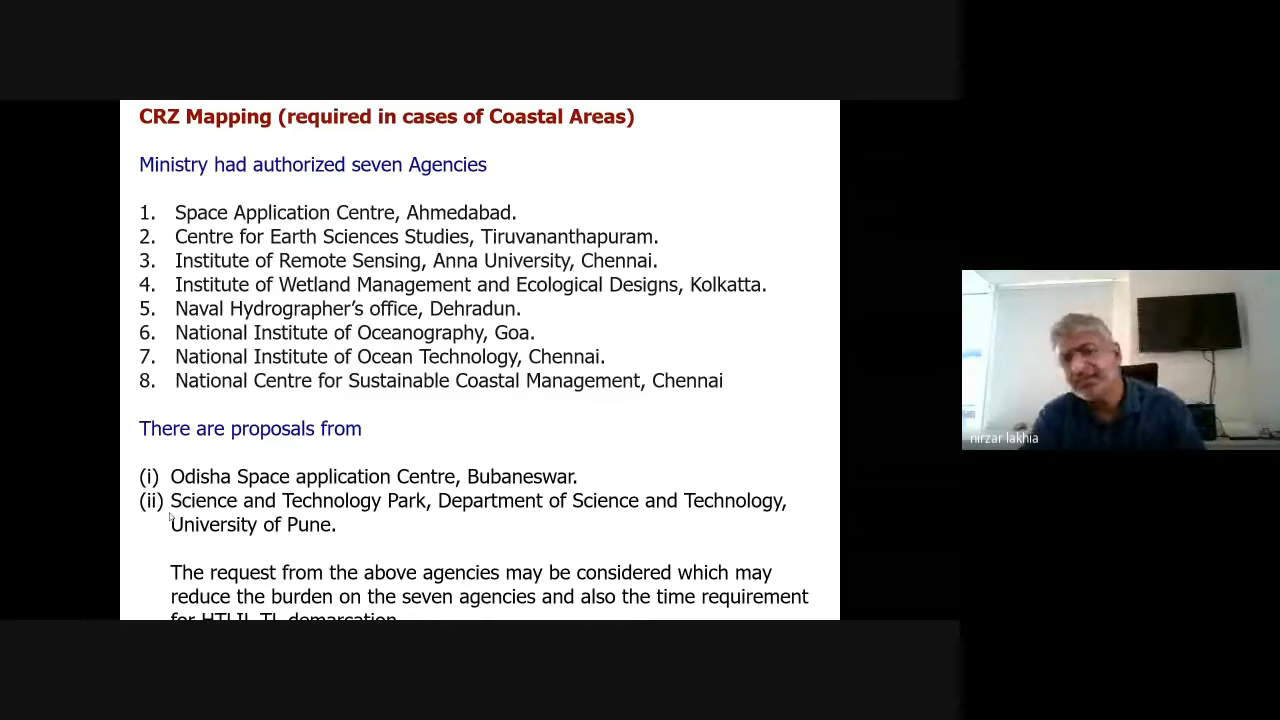 CRZ Mapping (required in cases of Coastal Areas)
Ministry had authorized seven Agencies
1. Space Application Centre, Ahmedabad.
2. Centre for Earth Sciences Studies, Tiruvananthapuram.
3. Institute of Remote Sensing, Anna University, Chennai.
4. Institute of Wetland Management and Ecological Designs, Kolkatta.
5. Naval Hydrographer's office, Dehradun.
6. National Institute of Oceanography, Goa.
7. National Institute of Ocean Technology, Chennai.
8. National Centre for Sustainable Coastal Management, Chennai
There are proposals from
(i) Odisha Space application Centre, Bubaneswar.
(ii) Science and Technology Park, Department of Science and Technology,
University of Pune.
The request from the above agencies may be considered which may
reduce the burden on the seven agencies and also the time requirement
for demarcation
nirzar lakhia